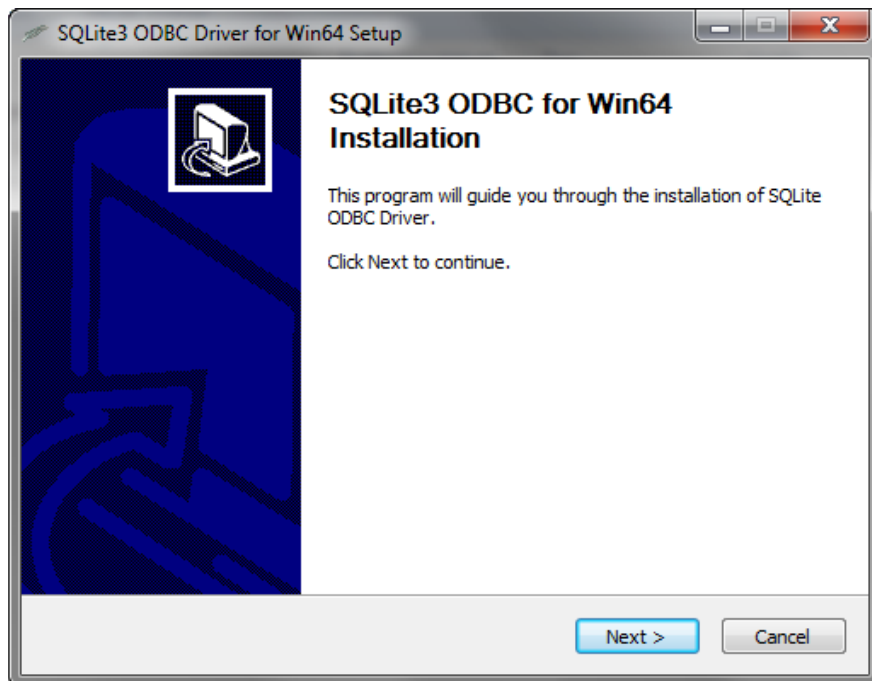 SQLite3 ODBC Driver for Win64 Setup
SQLite3 ODBC for Win64
Installation
This program will guide you through the installation of SQLite
ODBC Driver.
Click Next to continue.
Next >
Cancel